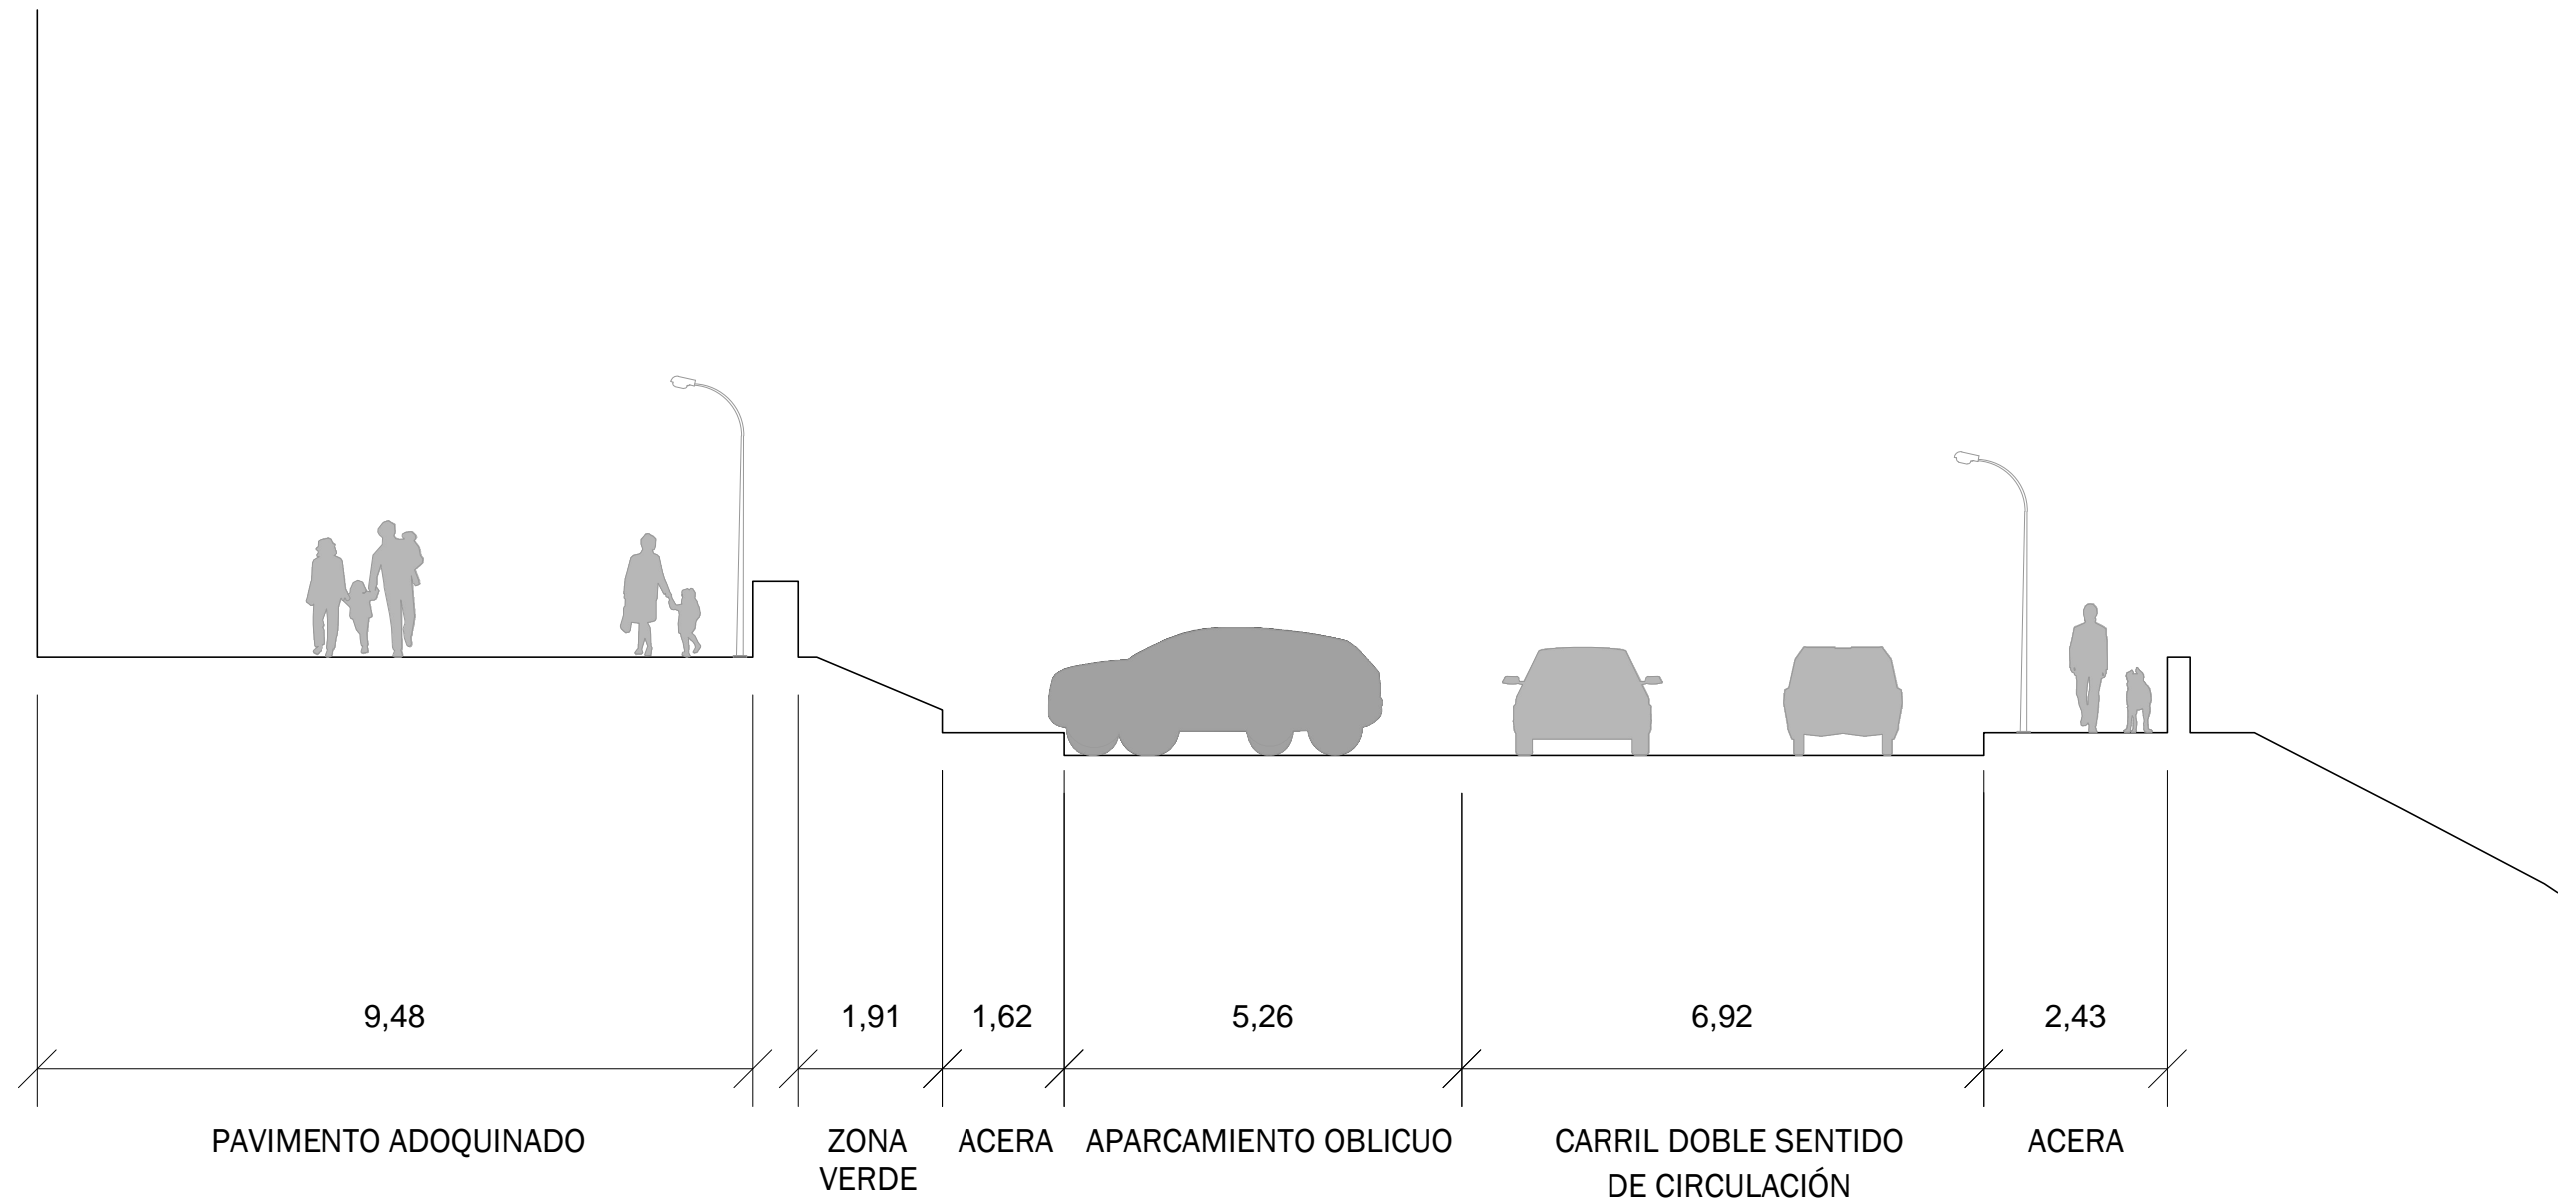 9,48
1,91
1,62
5,26
6,92
2,43
PAVIMENTO ADOQUINADO
ZONA
VERDE
ACERA
APARCAMIENTO OBLICUO
CARRIL DOBLE SENTIDO
DE CIRCULACIÓN
ACERA